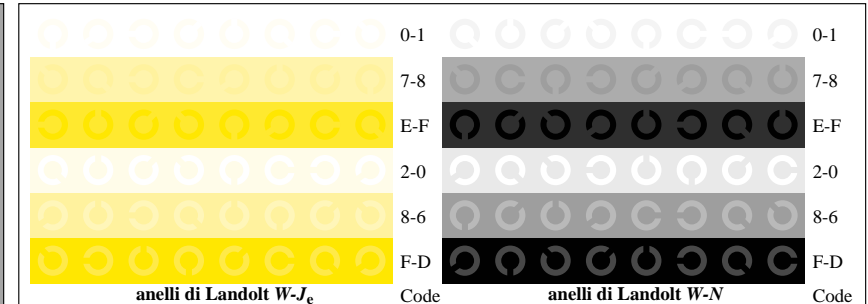 0-1 0-1
7-8 7-8
E-F E-F
2-0 2-0
8-6 8-6
F-D F-D
anelli di Landolt W-Je Code anelli di Landolt W-N Code